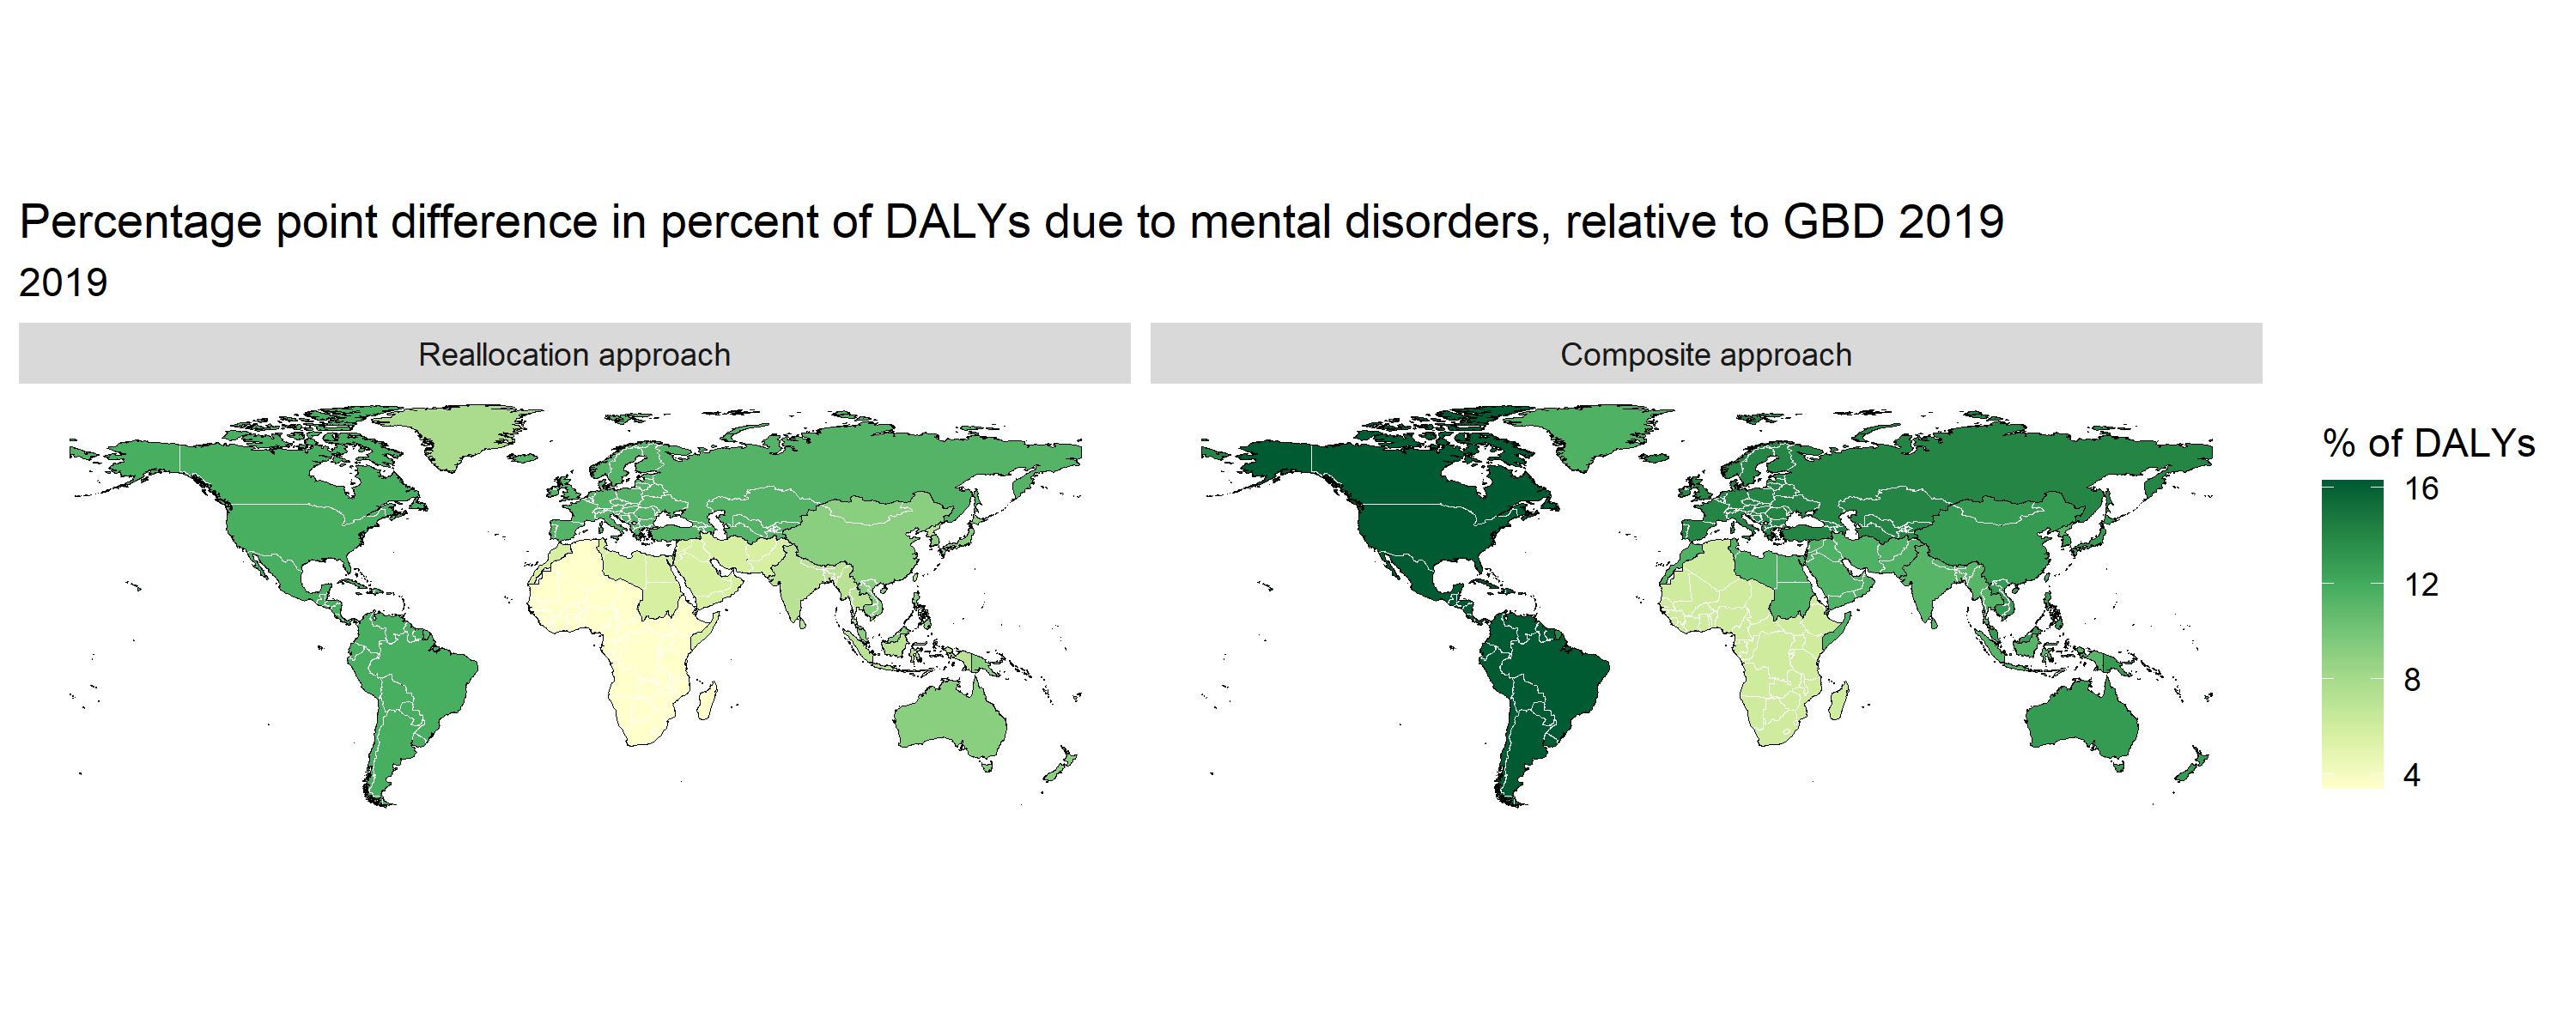 Percentage point difference in percent of DALYs due to mental disorders, relative to GBD 2019
2019
Reallocation approach
Composite approach
% of DALYs
16
12
8
4